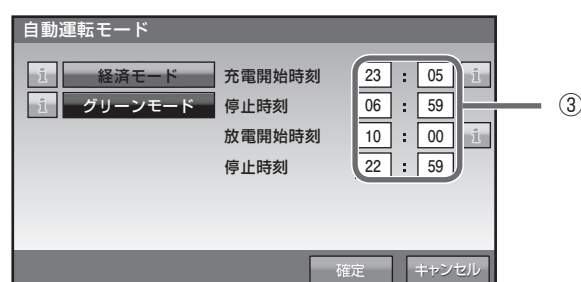 自動運転モード
i 経済モード 充電開始時刻 23 : 05 i
i グリーンモード 停止時刻 06 : 59 ③
放電開始時刻 10 : 00 i
停止時刻 22 : 59
確定 キャンセル